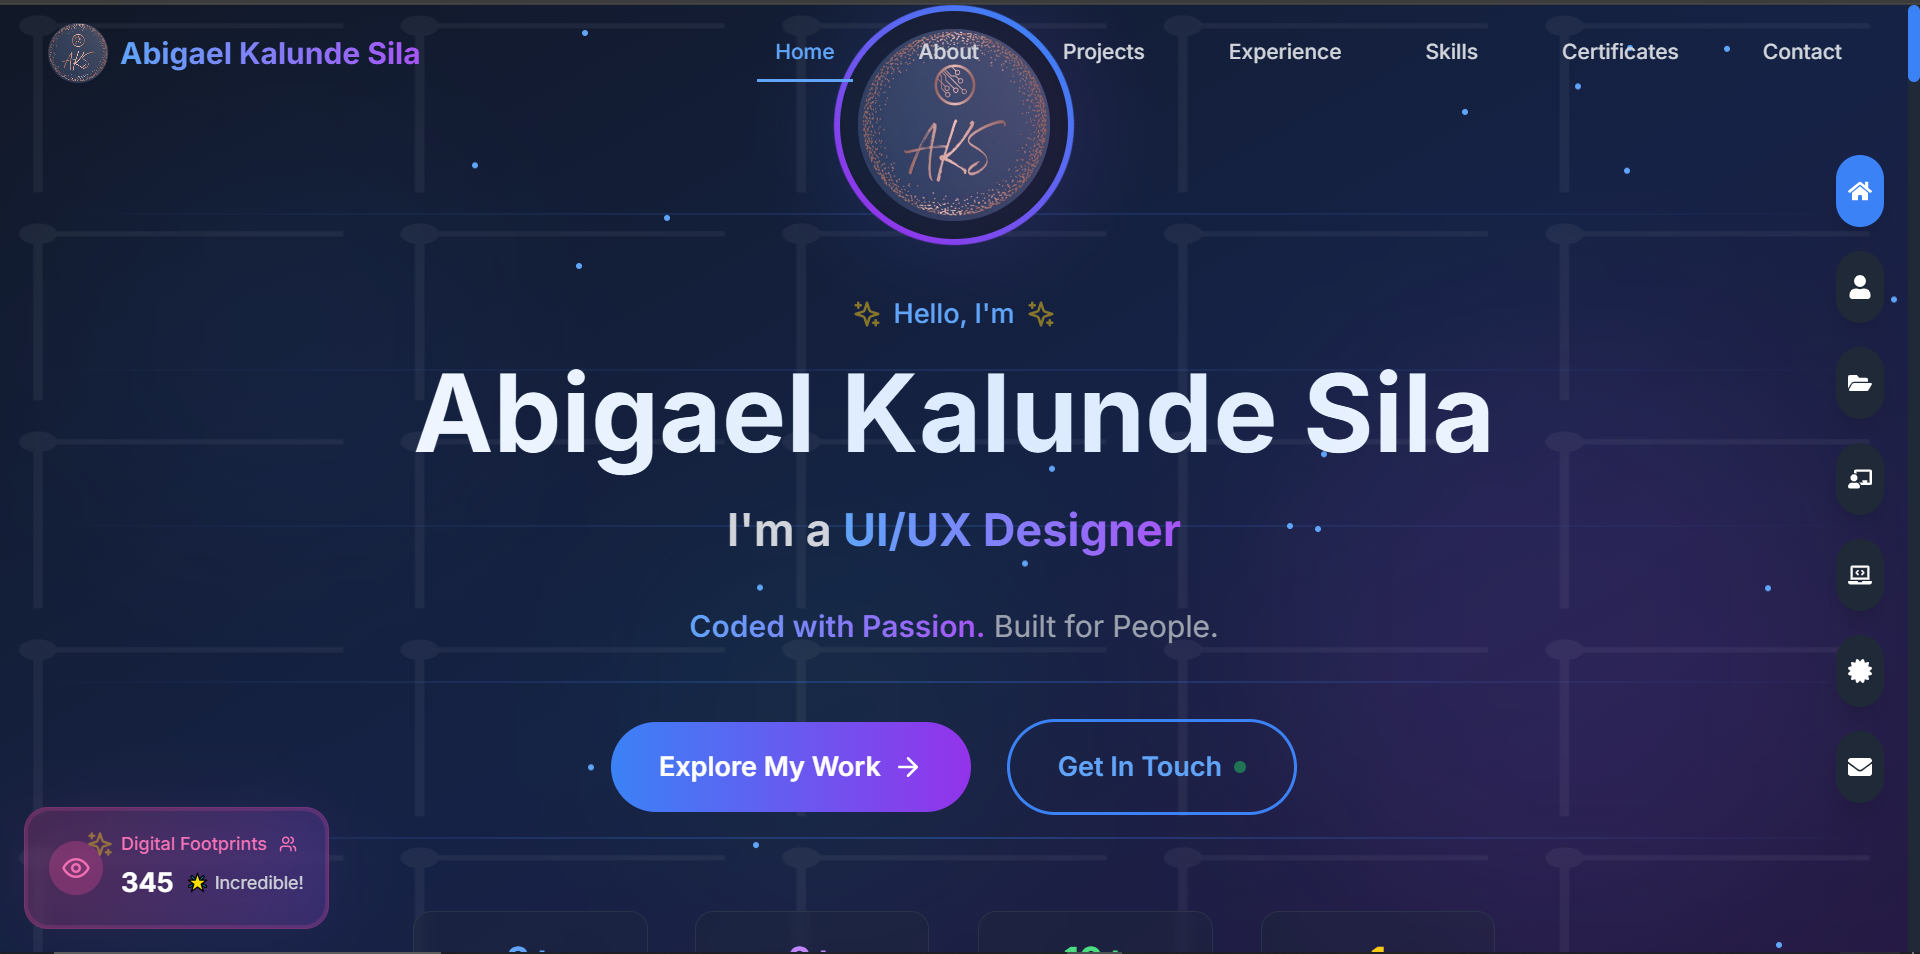 AKS
Abigael Kalunde Sila
Home
About
Projects
Experience
Skills
Certificates
Contact
AKS
Hello, I'm
Abigael Kalunde Sila
I'm a UI/UX Designer
Coded with Passion. Built for People.
Explore My Work →
Get In Touch
Digital Footprints
345 Incredible!